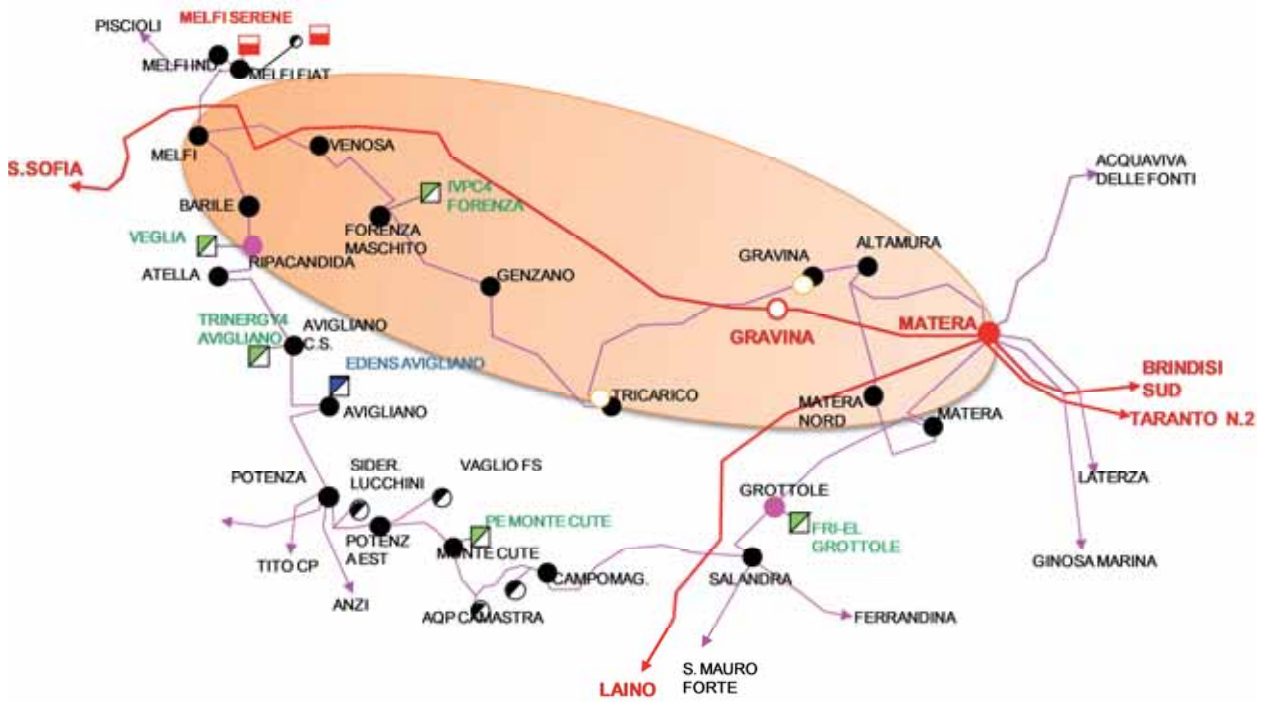 MELFI SERENE
PISCIOLI
MELFI IND.
MELFI FIAT
S.SOFIA
MELFI
VENOSA
ACQUAVIVA
DELLE FONTI
BARILE
IVPC4
FORENZA
FORENZA
MASCHITO
VEGLIA
RIPACANDIDA
ATELLA
GENZANO
GRAVINA
ALTAMURA
TRINERGY4
AVIGLIANO
AVIGLIANO
C.S.
GRAVINA
MATERA
EDENS AVIGLIANO
AVIGLIANO
TRICARICO
MATERA
NORD
MATERA
BRINDISI
SUD
TARANTO N.2
POTENZA
SIDER.
LUCCHINI
VAGLIO FS
LATERZA
GROTTOLE
PE MONTE CUTE
FRI-EL
GROTTOLE
POTENZ
A EST
MONTE CUTE
TITO CP
CAMPOMAG.
SALANDRA
GINOSA MARINA
ANZI
AQP CAMASTRA
FERRANDINA
LAINO
S. MAURO
FORTE